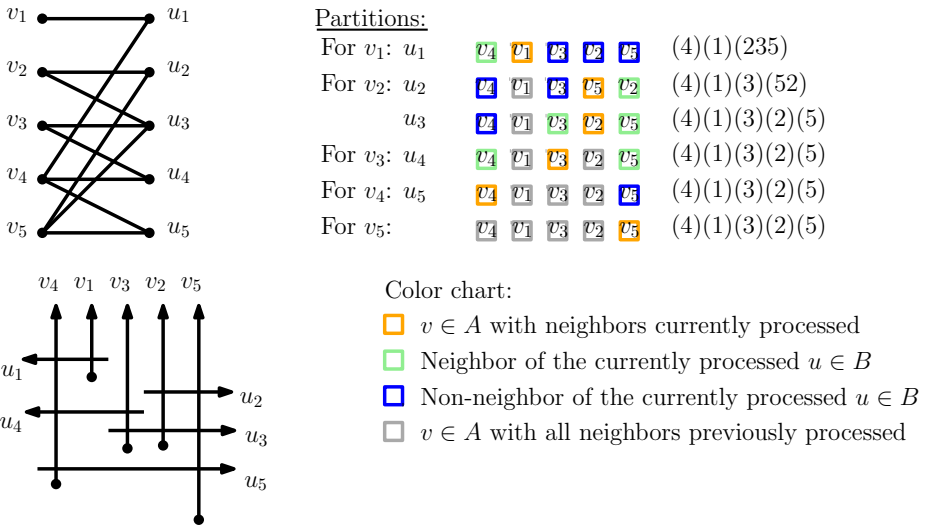 v₁ u₁
v₂ u₂
v₃ u₃
v₄ u₄
v₅ u₅
Partitions:
For v₁: u₁ v₄ v₁ v₃ v₂ v₅ (4)(1)(235)
For v₂: u₂ v₄ v₁ v₃ v₅ v₂ (4)(1)(3)(52)
u₃ v₄ v₁ v₃ v₂ v₅ (4)(1)(3)(2)(5)
For v₃: u₄ v₄ v₁ v₃ v₂ v₅ (4)(1)(3)(2)(5)
For v₄: u₅ v₄ v₁ v₃ v₂ v₅ (4)(1)(3)(2)(5)
For v₅: v₄ v₁ v₃ v₂ v₅ (4)(1)(3)(2)(5)
v₄ v₁ v₃ v₂ v₅
u₁
u₂
u₄
u₃
u₅
Color chart:
v ∈ A with neighbors currently processed
Neighbor of the currently processed u ∈ B
Non-neighbor of the currently processed u ∈ B
v ∈ A with all neighbors previously processed